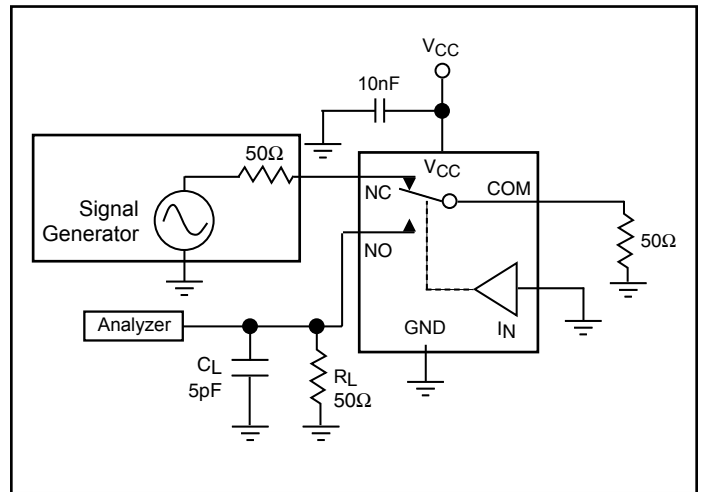 VCC
10nF
50Ω
VCC
NC
COM
Signal
Generator
50Ω
NO
Analyzer
GND
IN
CL
5pF
RL
50Ω